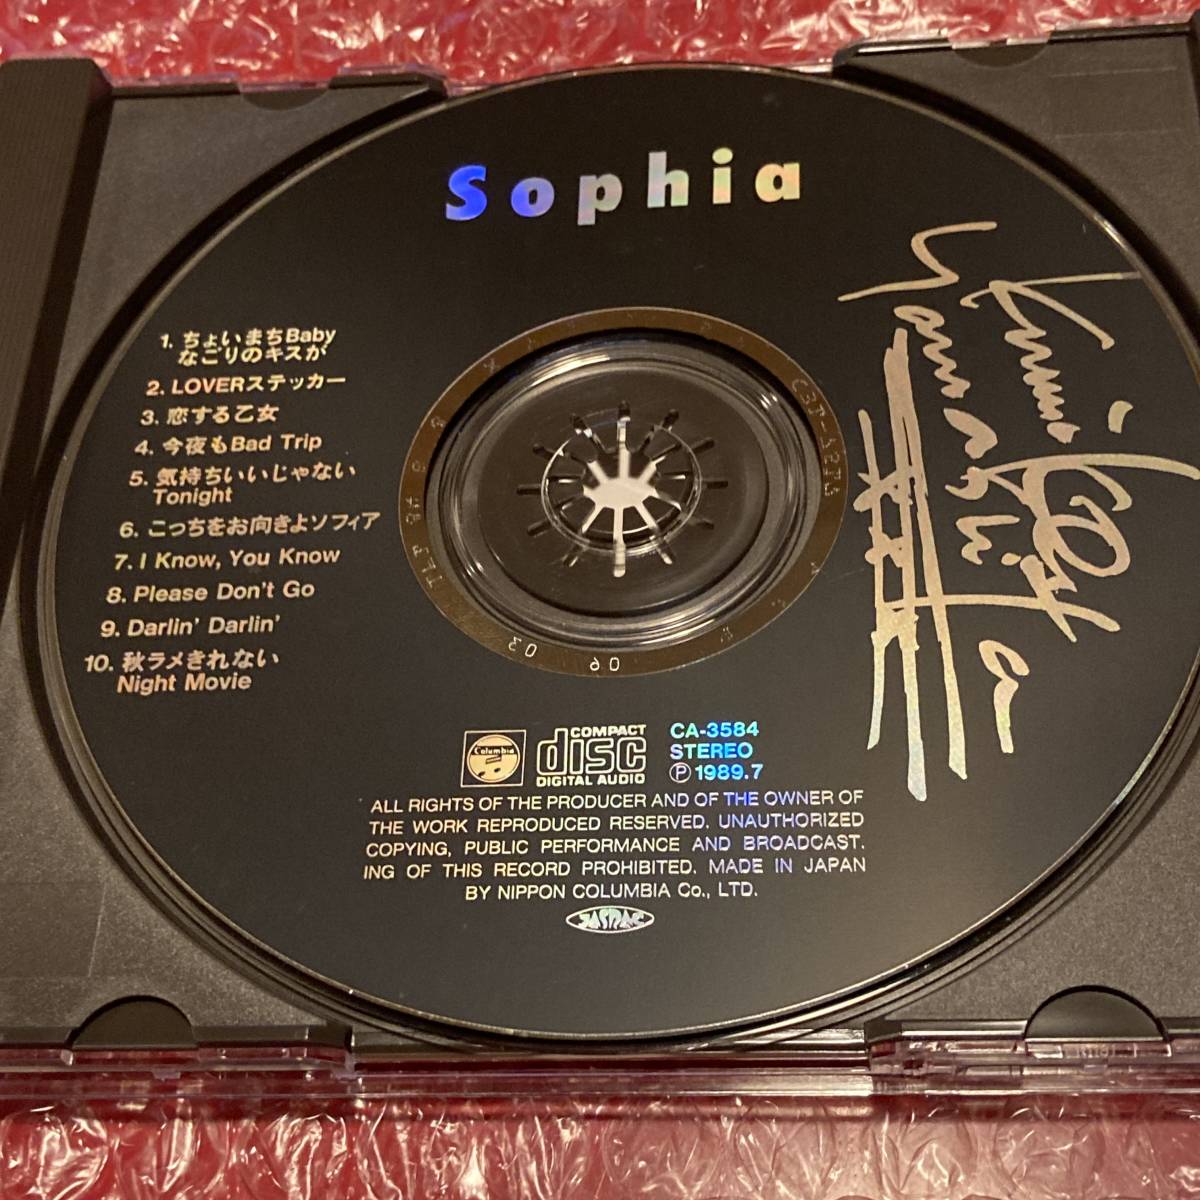 Sophia
1. ちょいまちBaby
なごりのキスが
2. LOVERステッカー
3. 恋する乙女
4. 今夜もBad Trip
5. 気持ちいいじゃない
Tonight
6. こっちをお向きよソフィア
7. I Know, You Know
8. Please Don't Go
9. Darlin' Darlin'
10. 秋ラメきれない
Night Movie
Columbia
COMPACT
disc
DIGITAL AUDIO
CA-3584
STEREO
Ⓟ 1989.7
ALL RIGHTS OF THE PRODUCER AND OF THE OWNER OF
THE WORK REPRODUCED RESERVED. UNAUTHORIZED
COPYING, PUBLIC PERFORMANCE AND BROADCAST.
ING OF THIS RECORD PROHIBITED. MADE IN JAPAN
BY NIPPON COLUMBIA Co., LTD.
JASRAC